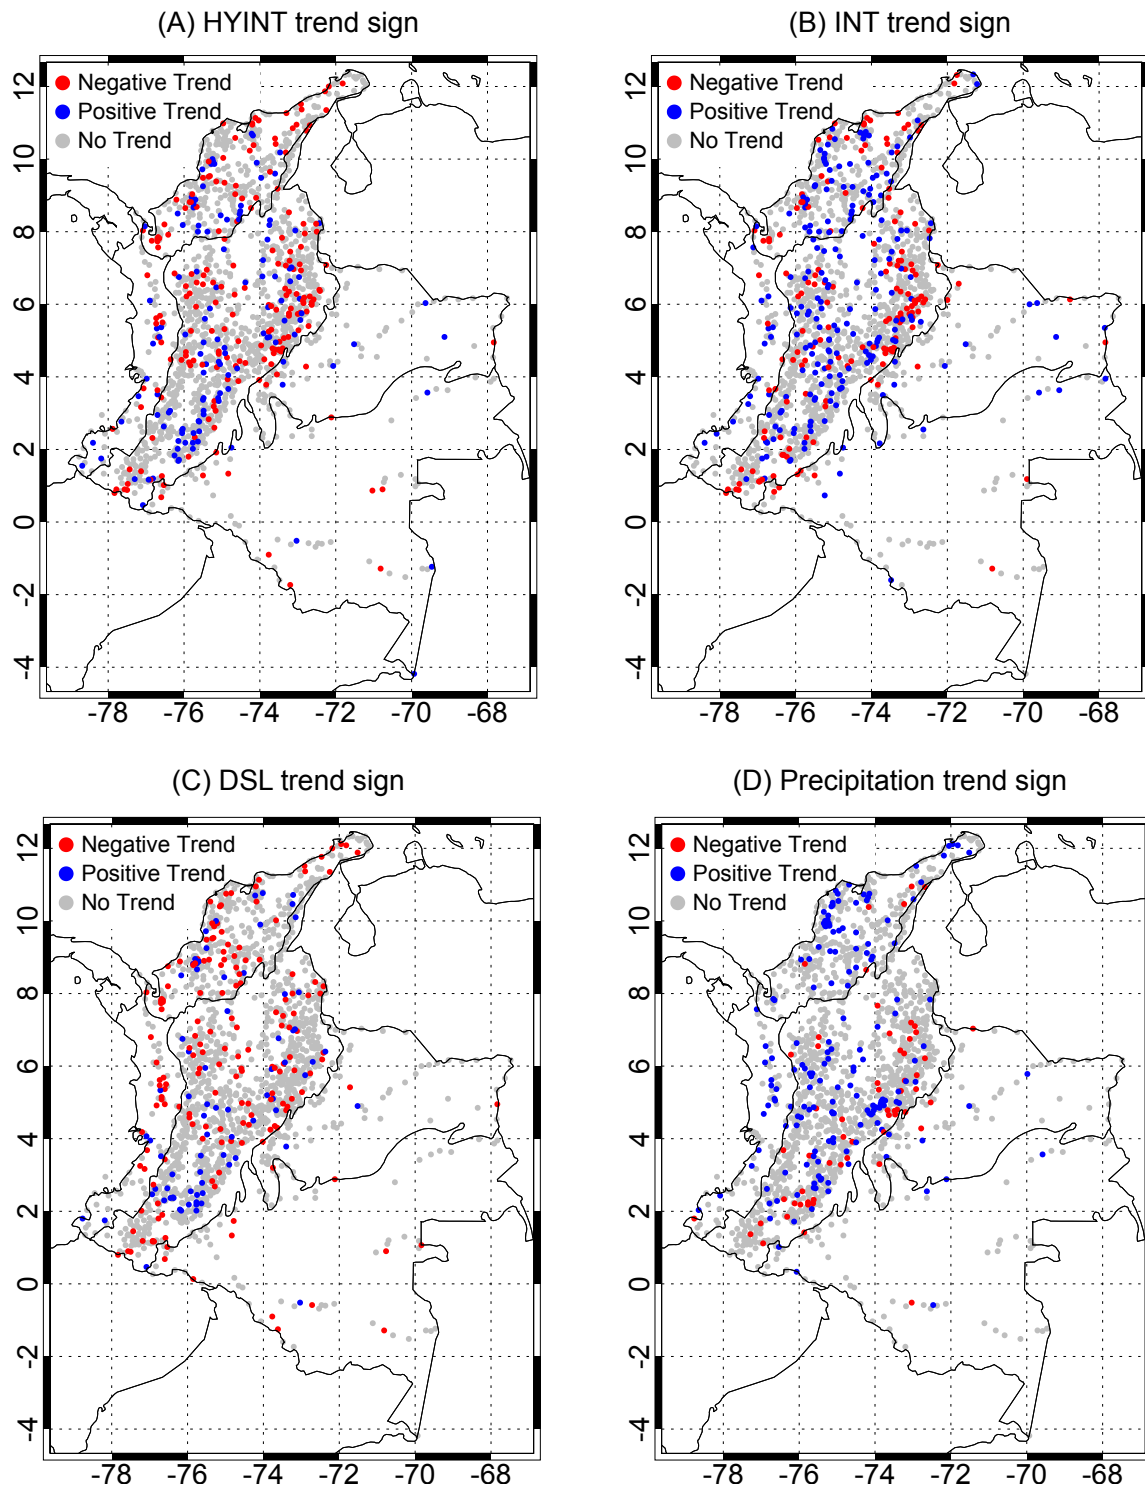 (A) HYINT trend sign
Negative Trend
Positive Trend
No Trend
12
10
8
6
4
2
0
-2
-4
-78 -76 -74 -72 -70 -68
(B) INT trend sign
Negative Trend
Positive Trend
No Trend
12
10
8
6
4
2
0
-2
-4
-78 -76 -74 -72 -70 -68
(C) DSL trend sign
Negative Trend
Positive Trend
No Trend
12
10
8
6
4
2
0
-2
-4
-78 -76 -74 -72 -70 -68
(D) Precipitation trend sign
Negative Trend
Positive Trend
No Trend
12
10
8
6
4
2
0
-2
-4
-78 -76 -74 -72 -70 -68